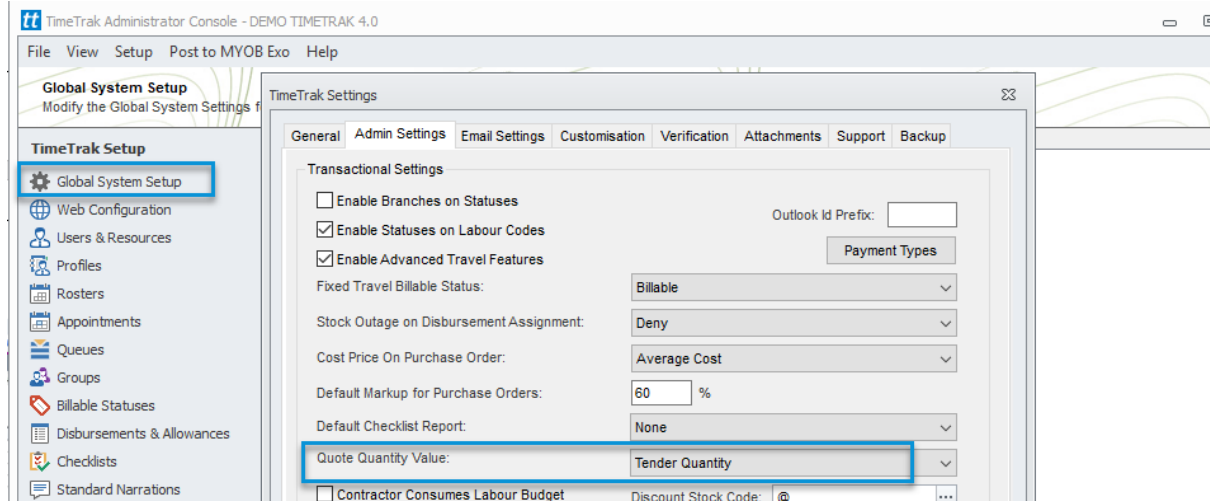 tt TimeTrak Administrator Console - DEMO TIMETRAK 4.0
File View Setup Post to MYOB Exo Help
Global System Setup
Modify the Global System Settings f
TimeTrak Setup
Global System Setup
Web Configuration
Users & Resources
Profiles
Rosters
Appointments
Queues
Groups
Billable Statuses
Disbursements & Allowances
Checklists
Standard Narrations
TimeTrak Settings
General Admin Settings Email Settings Customisation Verification Attachments Support Backup
Transactional Settings
Enable Branches on Statuses
Outlook Id Prefix:
Enable Statuses on Labour Codes
Payment Types
Enable Advanced Travel Features
Fixed Travel Billable Status: Billable
Stock Outage on Disbursement Assignment: Deny
Cost Price On Purchase Order: Average Cost
Default Markup for Purchase Orders: 60 %
Default Checklist Report: None
Quote Quantity Value: Tender Quantity
Contractor Consumes Labour Budget Discount Stock Code: @ ...